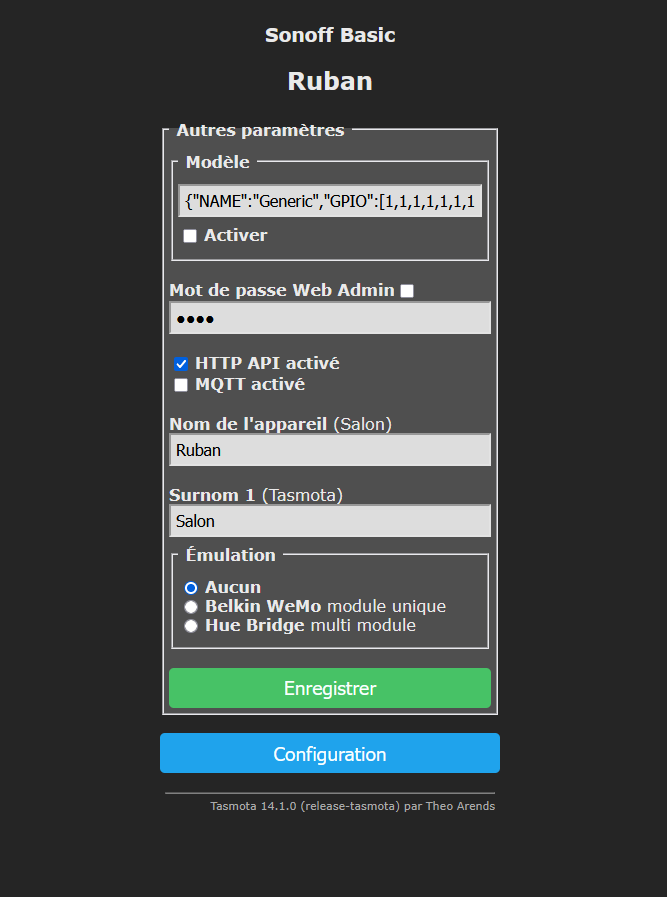 Sonoff Basic
Ruban
Autres paramètres
Modèle
{"NAME":"Generic","GPIO":[1,1,1,1,1,1,1
Activer
Mot de passe Web Admin
••••
HTTP API activé
MQTT activé
Nom de l'appareil (Salon)
Ruban
Surnom 1 (Tasmota)
Salon
Émulation
Aucun
Belkin WeMo module unique
Hue Bridge multi module
Enregistrer
Configuration
Tasmota 14.1.0 (release-tasmota) par Theo Arends